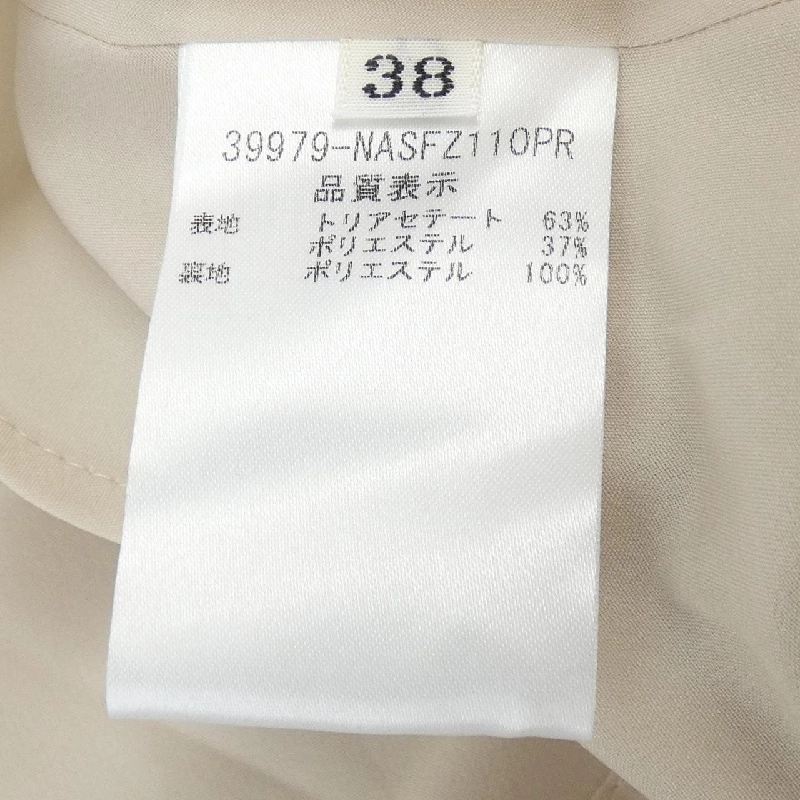 38
39979-NASFZ110PR
品質表示
表地 トリアセテート 63%
ポリエステル 37%
裏地 ポリエステル 100%